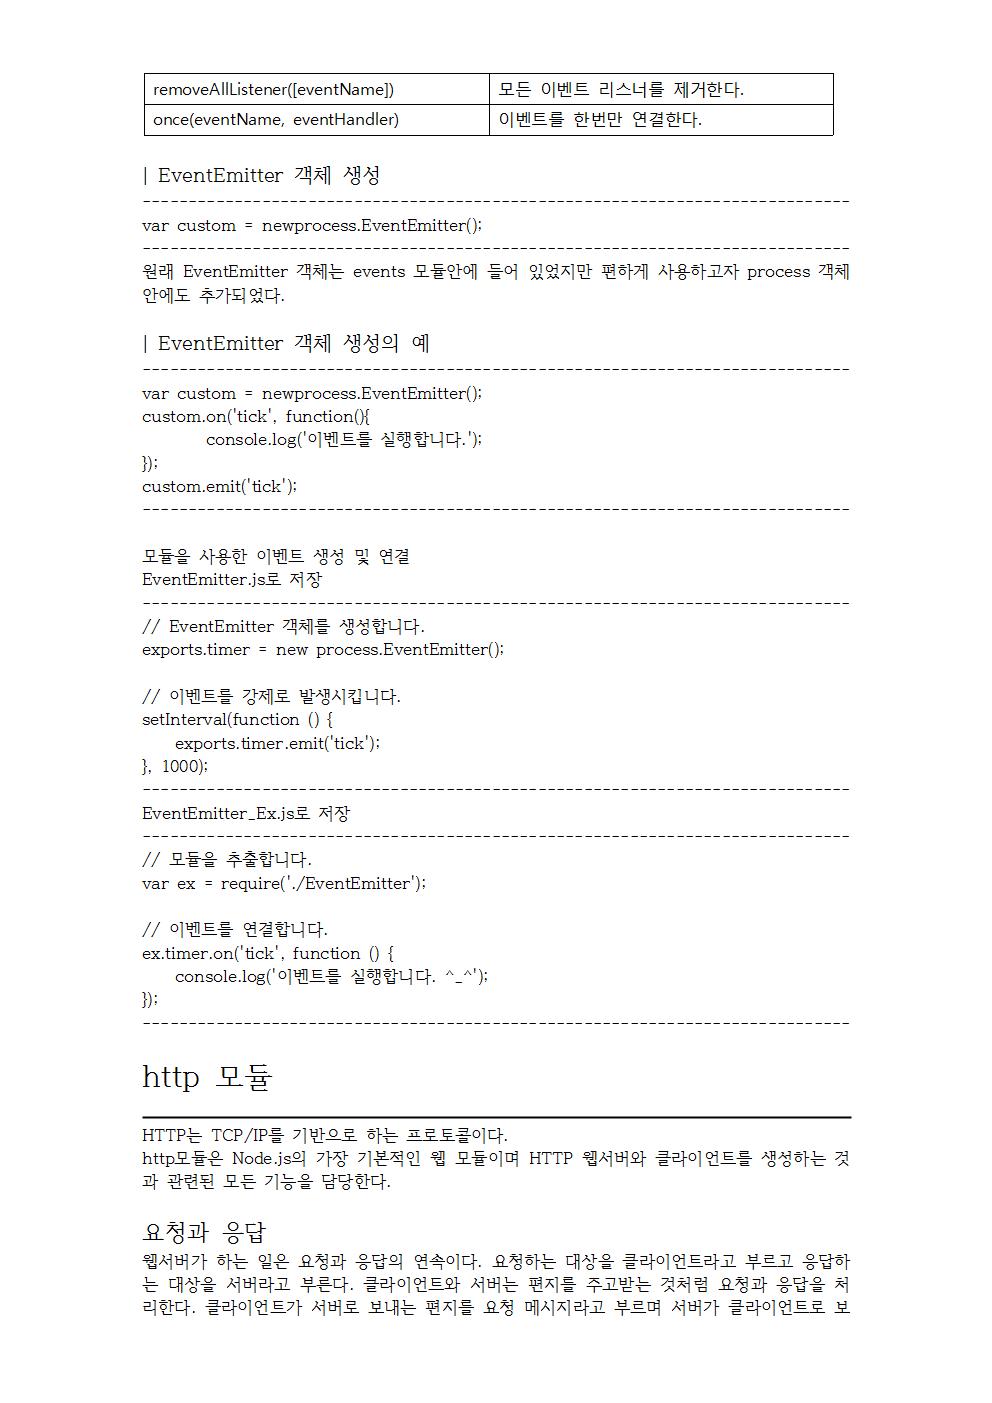 removeAllListener([eventName]) 모든 이벤트 리스너를 제거한다.
once(eventName, eventHandler) 이벤트를 한번만 연결한다.
| EventEmitter 객체 생성
--------------------------------------------------------------------------------
var custom = newprocess.EventEmitter();
--------------------------------------------------------------------------------
원래 EventEmitter 객체는 events 모듈안에 들어 있었지만 편하게 사용하고자 process 객체
안에도 추가되었다.
| EventEmitter 객체 생성의 예
--------------------------------------------------------------------------------
var custom = newprocess.EventEmitter();
custom.on('tick', function(){
console.log('이벤트를 실행합니다.');
});
custom.emit('tick');
--------------------------------------------------------------------------------
모듈을 사용한 이벤트 생성 및 연결
EventEmitter.js로 저장
--------------------------------------------------------------------------------
// EventEmitter 객체를 생성합니다.
exports.timer = new process.EventEmitter();
// 이벤트를 강제로 발생시킵니다.
setInterval(function () {
exports.timer.emit('tick');
}, 1000);
--------------------------------------------------------------------------------
EventEmitter_Ex.js로 저장
--------------------------------------------------------------------------------
// 모듈을 추출합니다.
var ex = require('./EventEmitter');
// 이벤트를 연결합니다.
ex.timer.on('tick', function () {
console.log('이벤트를 실행합니다. ^_^');
});
--------------------------------------------------------------------------------
http 모듈
HTTP는 TCP/IP를 기반으로 하는 프로토콜이다.
http모듈은 Node.js의 가장 기본적인 웹 모듈이며 HTTP 웹서버와 클라이언트를 생성하는 것
과 관련된 모든 기능을 담당한다.
요청과 응답
웹서버가 하는 일은 요청과 응답의 연속이다. 요청하는 대상을 클라이언트라고 부르고 응답하
는 대상을 서버라고 부른다. 클라이언트와 서버는 편지를 주고받는 것처럼 요청과 응답을 처
리한다. 클라이언트가 서버로 보내는 편지를 요청 메시지라고 부르며 서버가 클라이언트로 보